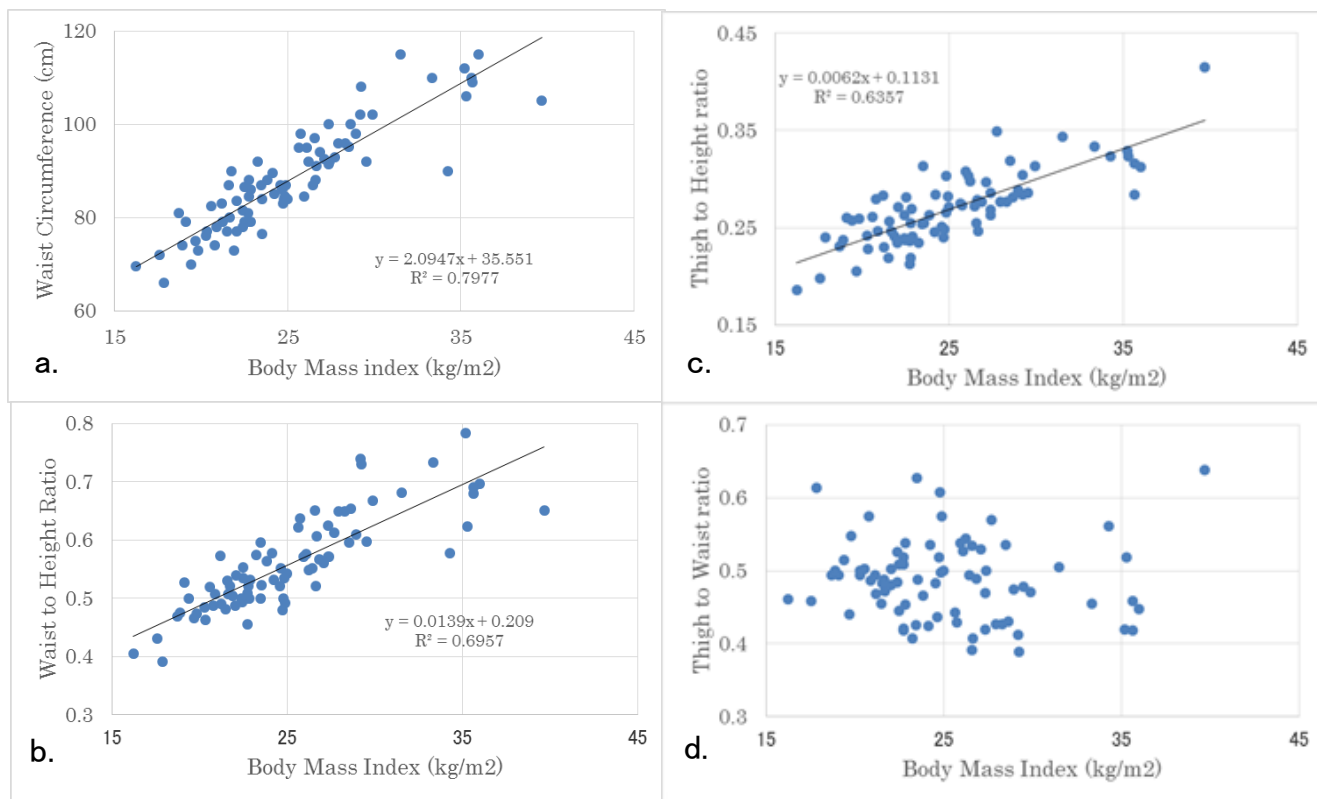 120
100
80
60
15
25
35
45
Waist Circumference (cm)
Body Mass index (kg/m2)
y = 2.0947x + 35.551
R² = 0.7977
a.
0.45
0.35
0.25
0.15
15
25
35
45
Thigh to Height ratio
Body Mass Index (kg/m2)
y = 0.0062x + 0.1131
R² = 0.6357
c.
0.8
0.7
0.6
0.5
0.4
0.3
15
25
35
45
Waist to Height Ratio
Body Mass Index (kg/m2)
y = 0.0139x + 0.209
R² = 0.6957
b.
0.7
0.6
0.5
0.4
0.3
15
25
35
45
Thigh to Waist ratio
Body Mass Index (kg/m2)
d.